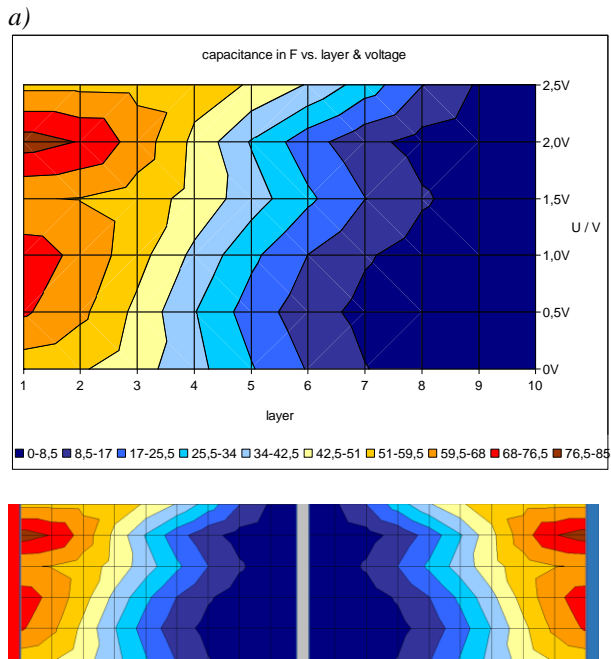 a)
capacitance in F vs. layer & voltage
2,5V
2,0V
1,5V
U / V
1,0V
0,5V
0V
1 2 3 4 5 6 7 8 9 10
layer
0-8,5 8,5-17 17-25,5 25,5-34 34-42,5 42,5-51 51-59,5 59,5-68 68-76,5 76,5-85